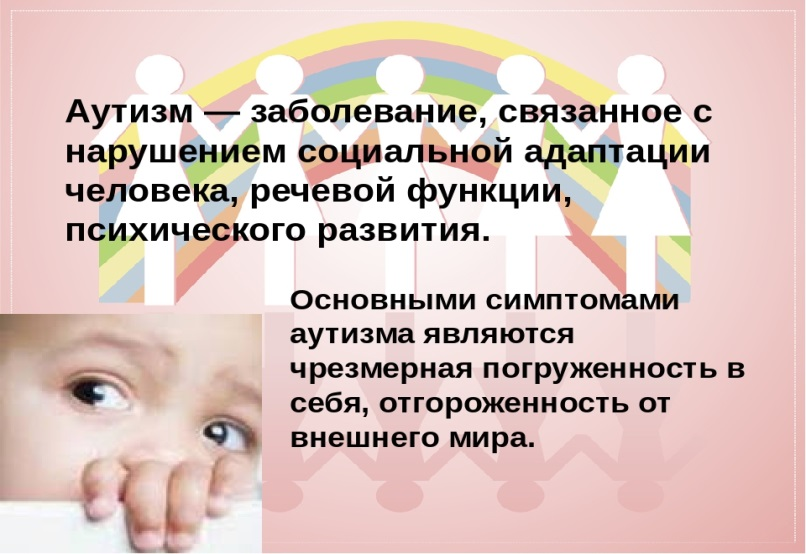 Аутизм — заболевание, связанное с
нарушением социальной адаптации
человека, речевой функции,
психического развития.
Основными симптомами
аутизма являются
чрезмерная погруженность в
себя, отгороженность от
внешнего мира.